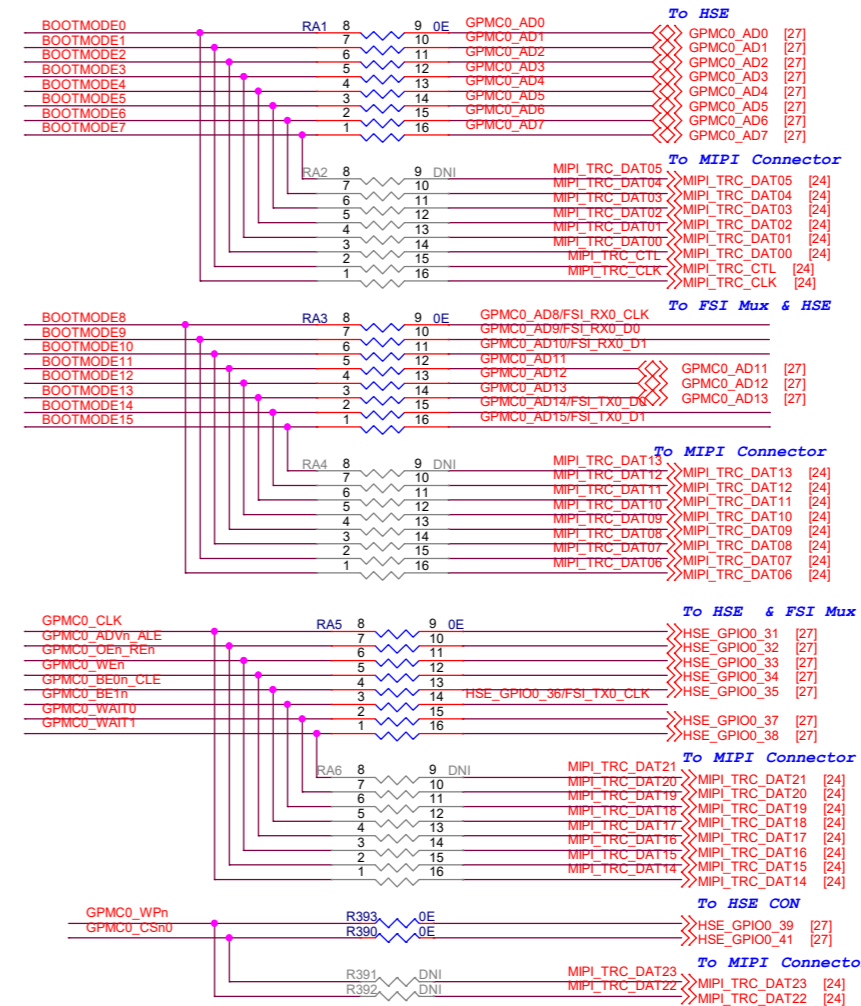 To HSE
BOOTMODE0 RA1 8 9 0E GPMC0_AD0 GPMC0_AD0 [27]
BOOTMODE1 7 10 GPMC0_AD1 GPMC0_AD1 [27]
BOOTMODE2 6 11 GPMC0_AD2 GPMC0_AD2 [27]
BOOTMODE3 5 12 GPMC0_AD3 GPMC0_AD3 [27]
BOOTMODE4 4 13 GPMC0_AD4 GPMC0_AD4 [27]
BOOTMODE5 3 14 GPMC0_AD5 GPMC0_AD5 [27]
BOOTMODE6 2 15 GPMC0_AD6 GPMC0_AD6 [27]
BOOTMODE7 1 16 GPMC0_AD7 GPMC0_AD7 [27]
To MIPI Connector
RA2 8 9 DNI MIPI_TRC_DAT05 MIPI_TRC_DAT05 [24]
7 10 MIPI_TRC_DAT04 MIPI_TRC_DAT04 [24]
6 11 MIPI_TRC_DAT03 MIPI_TRC_DAT03 [24]
5 12 MIPI_TRC_DAT02 MIPI_TRC_DAT02 [24]
4 13 MIPI_TRC_DAT01 MIPI_TRC_DAT01 [24]
3 14 MIPI_TRC_DAT00 MIPI_TRC_DAT00 [24]
2 15 MIPI_TRC_CTL MIPI_TRC_CTL [24]
1 16 MIPI_TRC_CLK MIPI_TRC_CLK [24]
To FSI Mux & HSE
BOOTMODE8 RA3 8 9 0E GPMC0_AD8/FSI_RX0_CLK
BOOTMODE9 7 10 GPMC0_AD9/FSI_RX0_D0
BOOTMODE10 6 11 GPMC0_AD10/FSI_RX0_D1
BOOTMODE11 5 12 GPMC0_AD11 GPMC0_AD11 [27]
BOOTMODE12 4 13 GPMC0_AD12 GPMC0_AD12 [27]
BOOTMODE13 3 14 GPMC0_AD13 GPMC0_AD13 [27]
BOOTMODE14 2 15 GPMC0_AD14/FSI_TX0_D0
BOOTMODE15 1 16 GPMC0_AD15/FSI_TX0_D1
To MIPI Connector
RA4 8 9 DNI MIPI_TRC_DAT13 MIPI_TRC_DAT13 [24]
7 10 MIPI_TRC_DAT12 MIPI_TRC_DAT12 [24]
6 11 MIPI_TRC_DAT11 MIPI_TRC_DAT11 [24]
5 12 MIPI_TRC_DAT10 MIPI_TRC_DAT10 [24]
4 13 MIPI_TRC_DAT09 MIPI_TRC_DAT09 [24]
3 14 MIPI_TRC_DAT08 MIPI_TRC_DAT08 [24]
2 15 MIPI_TRC_DAT07 MIPI_TRC_DAT07 [24]
1 16 MIPI_TRC_DAT06 MIPI_TRC_DAT06 [24]
To HSE & FSI Mux
GPMC0_CLK RA5 8 9 0E HSE_GPIO0_31 [27]
GPMC0_ADVn_ALE 7 10 HSE_GPIO0_32 [27]
GPMC0_OEn_REn 6 11 HSE_GPIO0_33 [27]
GPMC0_WEn 5 12 HSE_GPIO0_34 [27]
GPMC0_BE0n_CLE 4 13 HSE_GPIO0_35 [27]
GPMC0_BE1n 3 14 HSE_GPIO0_36/FSI_TX0_CLK
GPMC0_WAIT0 2 15 HSE_GPIO0_37 [27]
GPMC0_WAIT1 1 16 HSE_GPIO0_38 [27]
To MIPI Connector
RA6 8 9 DNI MIPI_TRC_DAT21 MIPI_TRC_DAT21 [24]
7 10 MIPI_TRC_DAT20 MIPI_TRC_DAT20 [24]
6 11 MIPI_TRC_DAT19 MIPI_TRC_DAT19 [24]
5 12 MIPI_TRC_DAT18 MIPI_TRC_DAT18 [24]
4 13 MIPI_TRC_DAT17 MIPI_TRC_DAT17 [24]
3 14 MIPI_TRC_DAT16 MIPI_TRC_DAT16 [24]
2 15 MIPI_TRC_DAT15 MIPI_TRC_DAT15 [24]
1 16 MIPI_TRC_DAT14 MIPI_TRC_DAT14 [24]
To HSE CON
GPMC0_WPn R393 0E HSE_GPIO0_39 [27]
GPMC0_CSn0 R390 0E HSE_GPIO0_41 [27]
To MIPI Connecto
R391 DNI MIPI_TRC_DAT23 MIPI_TRC_DAT23 [24]
R392 DNI MIPI_TRC_DAT22 MIPI_TRC_DAT22 [24]